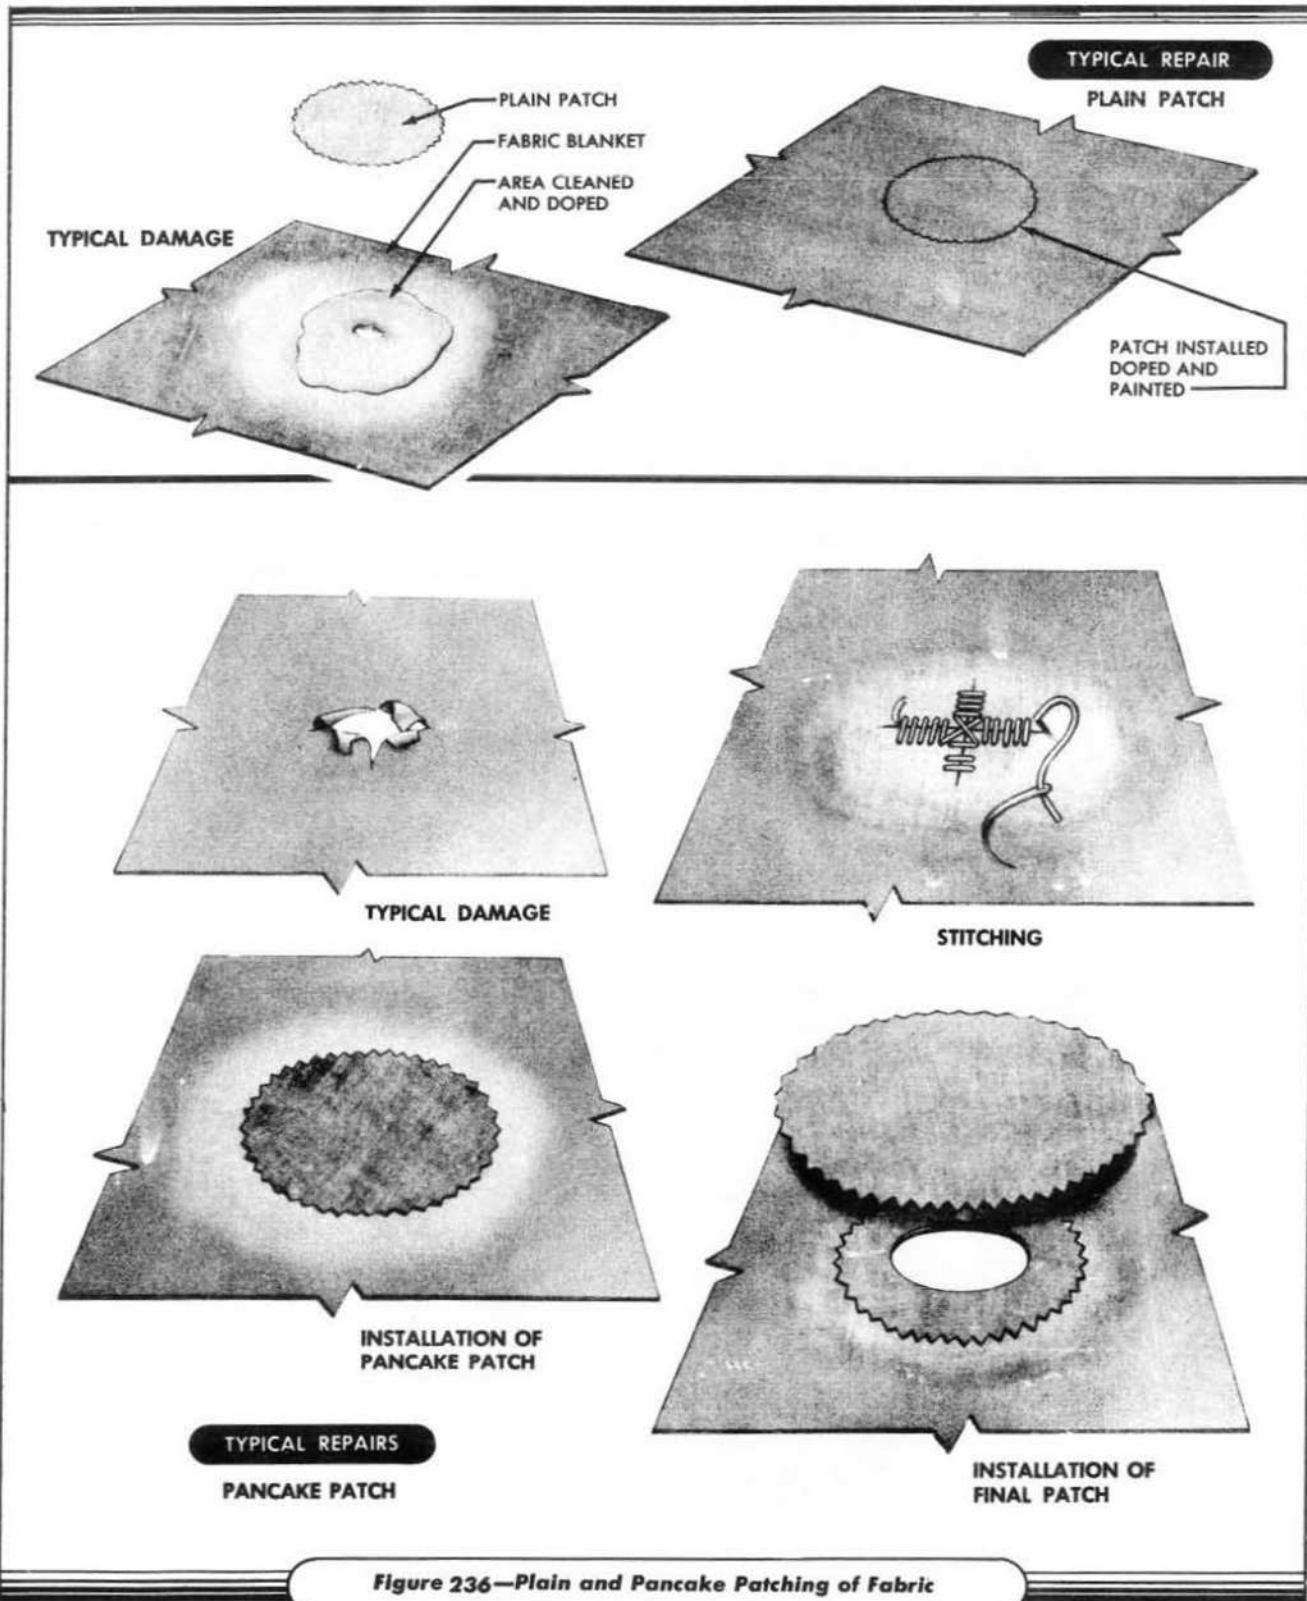 TYPICAL REPAIR
PLAIN PATCH
PLAIN PATCH
FABRIC BLANKET
AREA CLEANED
AND DOPED
TYPICAL DAMAGE
PATCH INSTALLED
DOPED AND
PAINTED
TYPICAL DAMAGE
STITCHING
INSTALLATION OF
PANCAKE PATCH
TYPICAL REPAIRS
PANCAKE PATCH
INSTALLATION OF
FINAL PATCH
Figure 236—Plain and Pancake Patching of Fabric